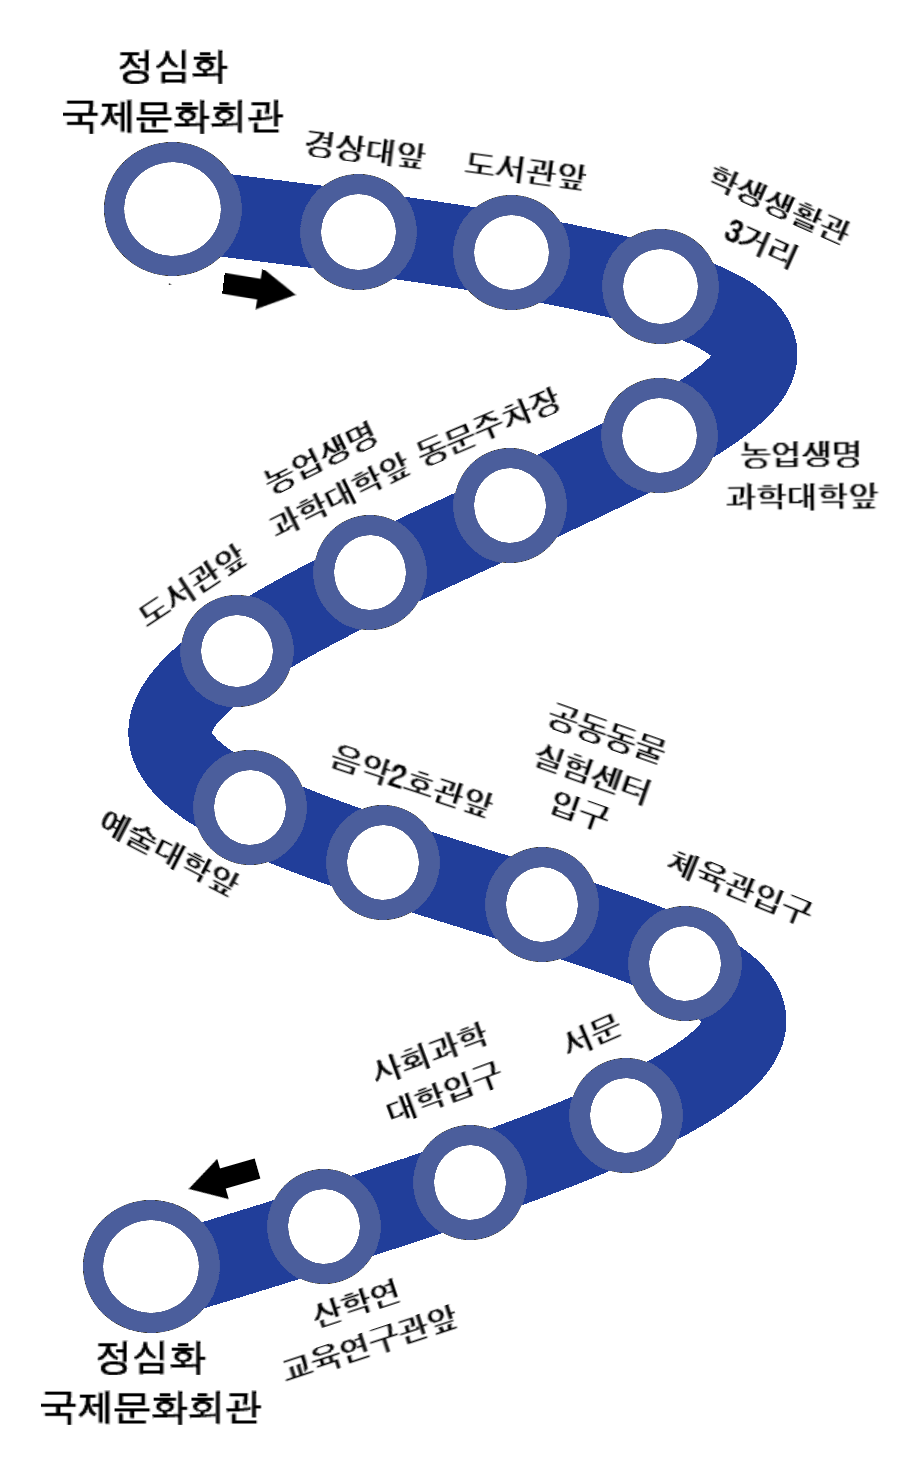 정심화
국제문화회관
경상대앞
도서관앞
학생생활관
3거리
농업생명
과학대학앞
동문주차장
농업생명
과학대학앞
도서관앞
예술대학앞
음악2호관앞
공동동물
실험센터
입구
체육관입구
서문
사회과학
대학입구
산학연
교육연구관앞
정심화
국제문화회관